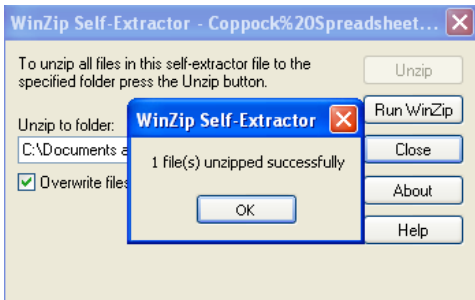 WinZip Self-Extractor - Coppock%20Spreadsheet...
To unzip all files in this self-extractor file to the
specified folder press the Unzip button.
Unzip
Run WinZip
Unzip to folder:
WinZip Self-Extractor
C:\Documents a
1 file(s) unzipped successfully
Close
Overwrite files
OK
About
Help